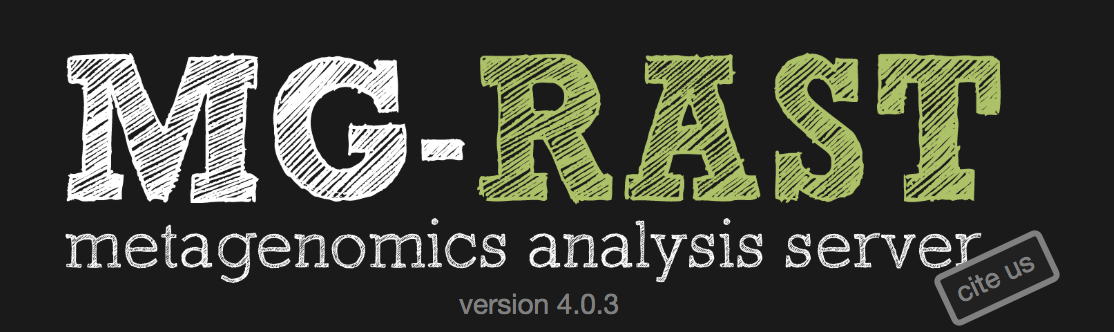 MG-RAST
metagenomics analysis server
cite us
version 4.0.3